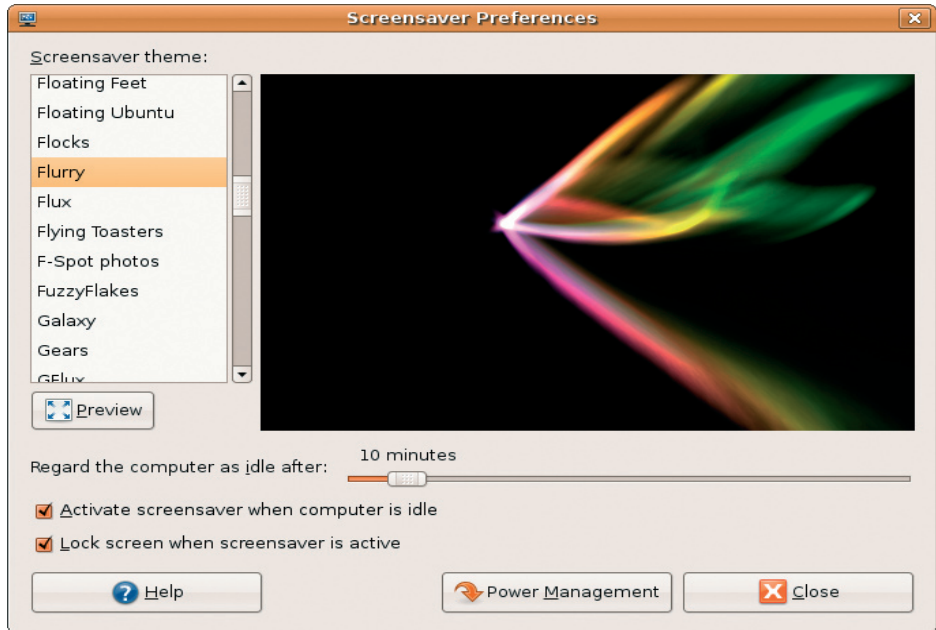 Screensaver Preferences
Screensaver theme:
Floating Feet
Floating Ubuntu
Flocks
Flurry
Flux
Flying Toasters
F-Spot photos
FuzzyFlakes
Galaxy
Gears
GFlux
Preview
Regard the computer as idle after:
10 minutes
Activate screensaver when computer is idle
Lock screen when screensaver is active
Help
Power Management
Close